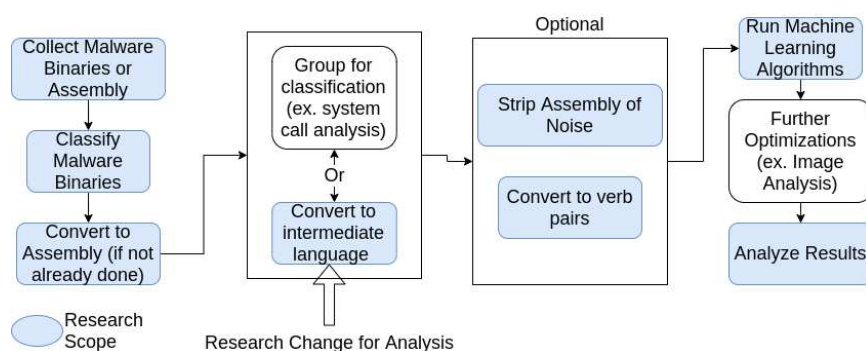 Collect Malware
Binaries or
Assembly
Classify
Malware
Binaries
Convert to
Assembly (if not
already done)
Research
Scope
Group for
classification
(ex. system
call analysis)
Or
Convert to
intermediate
language
Research Change for Analysis
Optional
Strip Assembly of
Noise
Convert to verb
pairs
Run Machine
Learning
Algorithms
Further
Optimizations
(ex. Image
Analysis)
Analyze Results